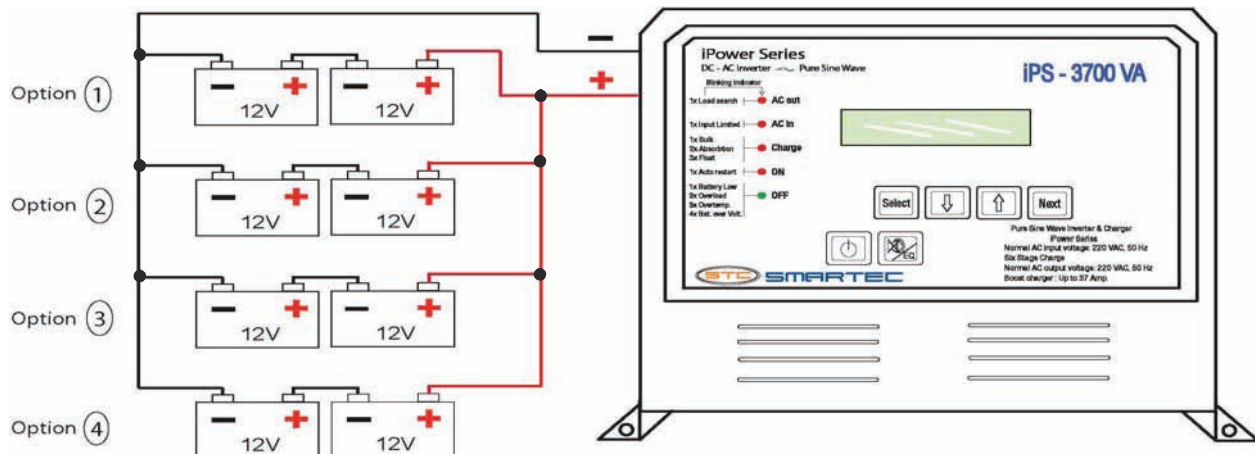 Option 1
− + − +
12V 12V
Option 2
− + − +
12V 12V
Option 3
− + − +
12V 12V
Option 4
− + − +
12V 12V
−
+
iPower Series
DC - AC Inverter Pure Sine Wave
iPS - 3700 VA
Blinking indicator
1x Load search AC out
1x Input Limited AC in
1x Bulk
2x Absorbtion Charge
3x Float
1x Auto restart ON
1x Battery Low
2x Overload OFF
3x Overtemp.
4x Bat. over Volt.
Select Next
EQ
Pure Sine Wave Inverter & Charger
iPower Series
Normal AC input voltage: 220 VAC, 50 Hz
Six Stage Charge
Normal AC output voltage: 220 VAC, 50 Hz
Boost charger : Up to 37 Amp.
STC SMARTEC